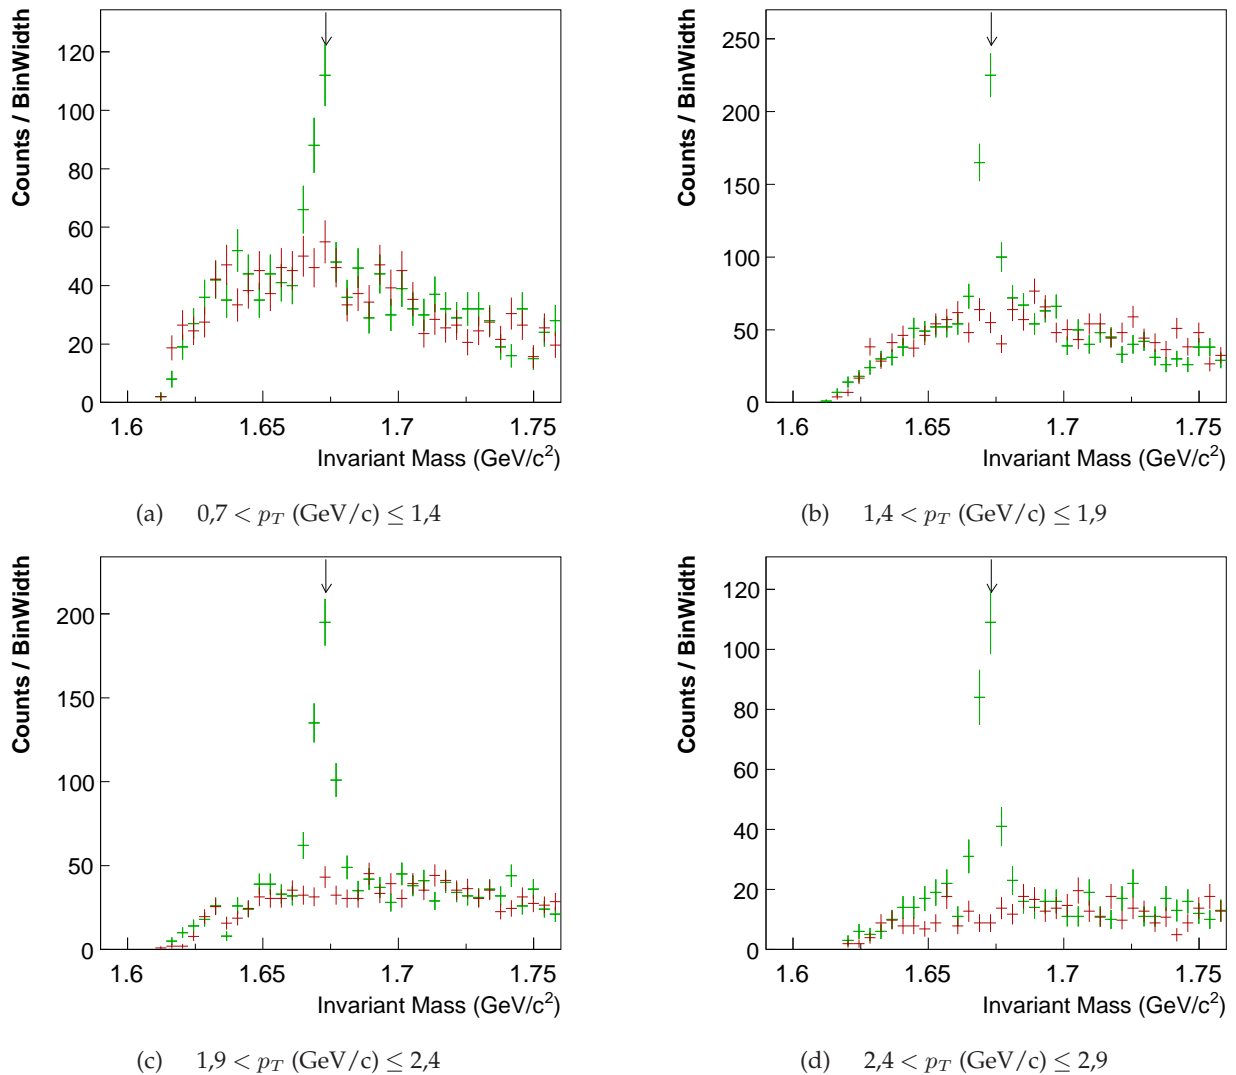 Counts / BinWidth
120
100
80
60
40
20
0
1.6 1.65 1.7 1.75
Invariant Mass (GeV/c²)
(a) 0,7 < p_T (GeV/c) ≤ 1,4
Counts / BinWidth
250
200
150
100
50
0
1.6 1.65 1.7 1.75
Invariant Mass (GeV/c²)
(b) 1,4 < p_T (GeV/c) ≤ 1,9
Counts / BinWidth
200
150
100
50
0
1.6 1.65 1.7 1.75
Invariant Mass (GeV/c²)
(c) 1,9 < p_T (GeV/c) ≤ 2,4
Counts / BinWidth
120
100
80
60
40
20
0
1.6 1.65 1.7 1.75
Invariant Mass (GeV/c²)
(d) 2,4 < p_T (GeV/c) ≤ 2,9